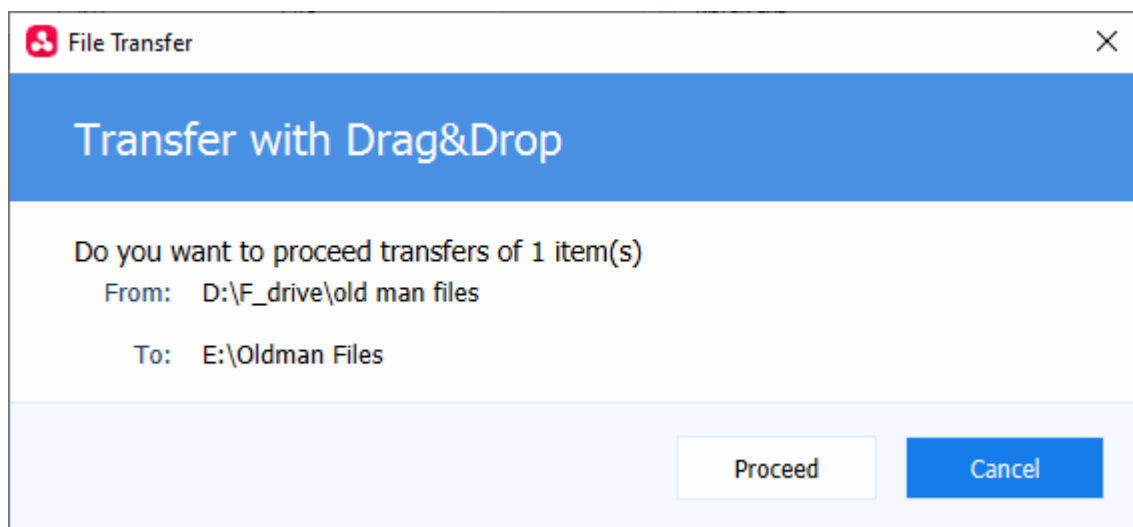 File Transfer
Transfer with Drag&Drop
Do you want to proceed transfers of 1 item(s)
From: D:\F_drive\old man files
To: E:\Oldman Files
Proceed Cancel